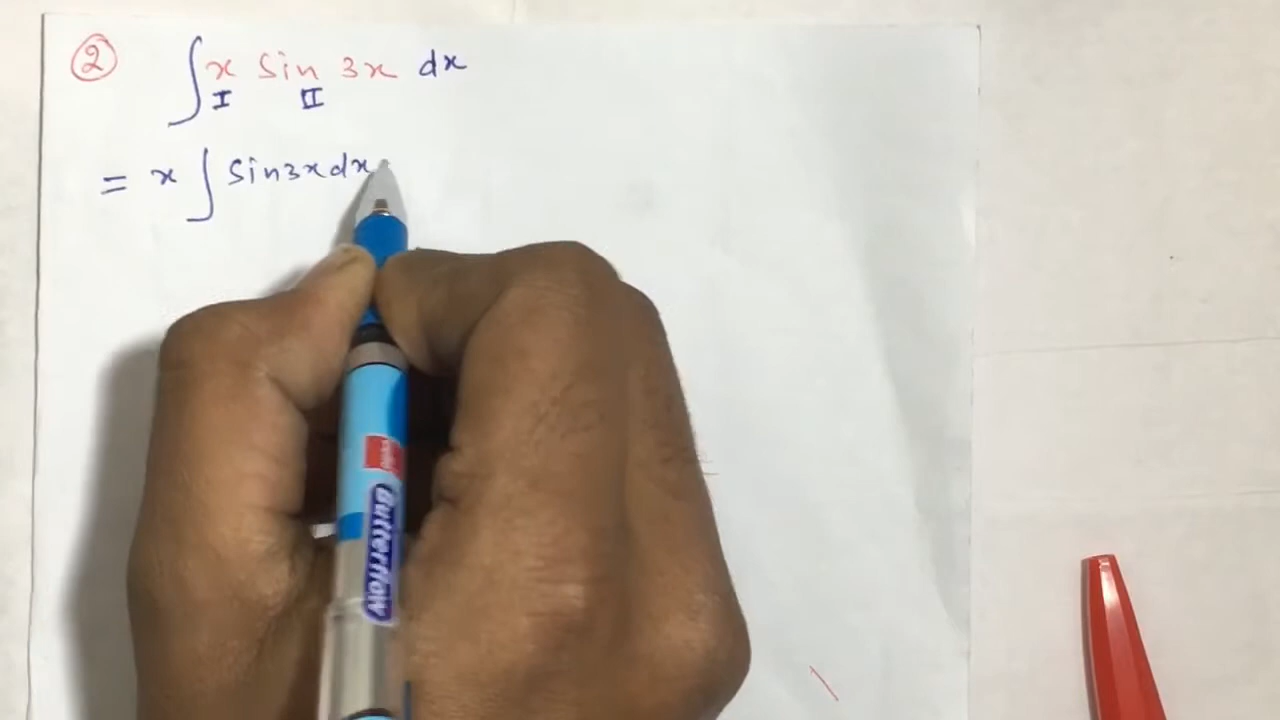 ② ∫ x sin 3x dx
I II
= x ∫ sin3x dx
Butterflow